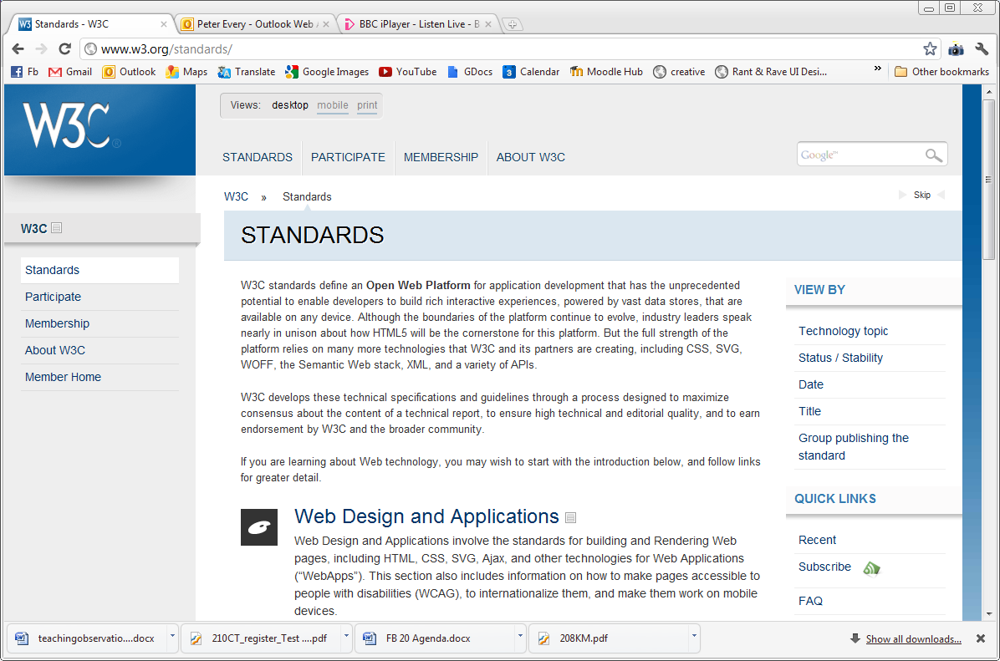 Standards - W3C
Peter Every - Outlook Web A
BBC iPlayer - Listen Live - B
www.w3.org/standards/
Fb Gmail Outlook Maps Translate Google Images YouTube GDocs 3 Calendar Moodle Hub creative Rant & Rave UI Desi... » Other bookmarks
W3C®
Views: desktop mobile print
STANDARDS PARTICIPATE MEMBERSHIP ABOUT W3C
Google™
W3C » Standards
Skip
W3C
Standards
Participate
Membership
About W3C
Member Home
STANDARDS
W3C standards define an Open Web Platform for application development that has the unprecedented
potential to enable developers to build rich interactive experiences, powered by vast data stores, that are
available on any device. Although the boundaries of the platform continue to evolve, industry leaders speak
nearly in unison about how HTML5 will be the cornerstone for this platform. But the full strength of the
platform relies on many more technologies that W3C and its partners are creating, including CSS, SVG,
WOFF, the Semantic Web stack, XML, and a variety of APIs.
W3C develops these technical specifications and guidelines through a process designed to maximize
consensus about the content of a technical report, to ensure high technical and editorial quality, and to earn
endorsement by W3C and the broader community.
If you are learning about Web technology, you may wish to start with the introduction below, and follow links
for greater detail.
Web Design and Applications
Web Design and Applications involve the standards for building and Rendering Web
pages, including HTML, CSS, SVG, Ajax, and other technologies for Web Applications
(“WebApps”). This section also includes information on how to make pages accessible to
people with disabilities (WCAG), to internationalize them, and make them work on mobile
devices.
VIEW BY
Technology topic
Status / Stability
Date
Title
Group publishing the
standard
QUICK LINKS
Recent
Subscribe
FAQ
teachingobservatio....docx
210CT_register_Test ....pdf
FB 20 Agenda.docx
208KM.pdf
Show all downloads...